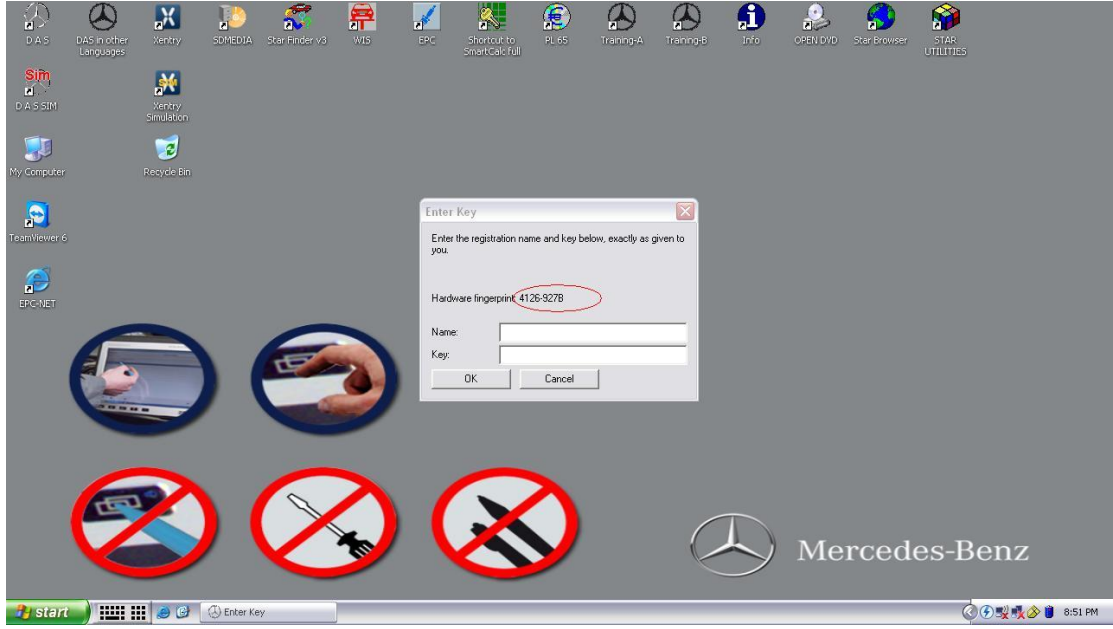 D A S
DAS in other
Languages
Xentry
SDMEDIA
Star Finder v3
WIS
EPC
Shortcut to
SmartCalc full
PL 65
Training-A
Training-B
Info
OPEN DVD
Star Browser
STAR
UTILITIES
Sim
D A S SIM
SIM
Xentry
Simulation
My Computer
Recycle Bin
TeamViewer 6
EPC-NET
Enter Key
Enter the registration name and key below, exactly as given to
you.
Hardware fingerprint: 4126-927B
Name:
Key:
OK Cancel
Mercedes-Benz
start
Enter Key
8:51 PM